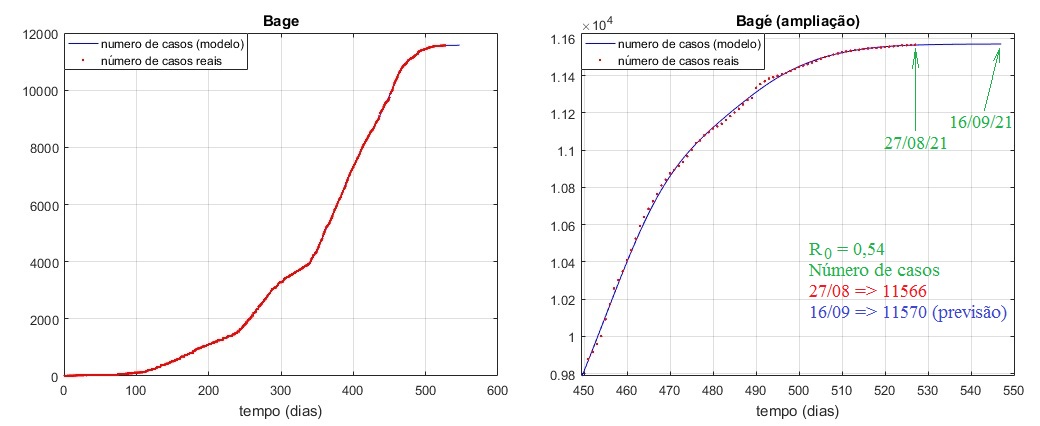 Bage
12000
10000
8000
6000
4000
2000
0
0 100 200 300 400 500 600
tempo (dias)
numero de casos (modelo)
número de casos reais
Bagé (ampliação)
×10⁴
1.16
1.14
1.12
1.1
1.08
1.06
1.04
1.02
1
0.98
450 460 470 480 490 500 510 520 530 540 550
tempo (dias)
numero de casos (modelo)
número de casos reais
16/09/21
27/08/21
R₀ = 0,54
Número de casos
27/08 => 11566
16/09 => 11570 (previsão)